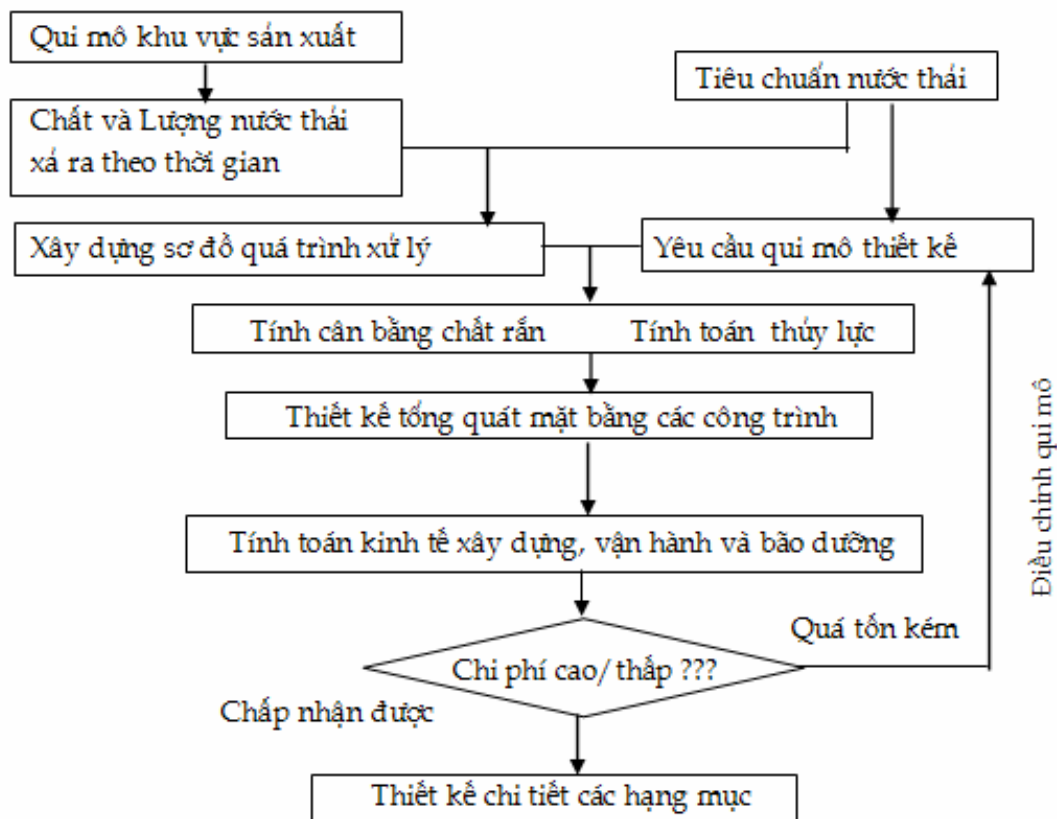 Qui mô khu vực sản xuất
Tiêu chuẩn nước thải
Chất và Lượng nước thải
xả ra theo thời gian
Xây dựng sơ đồ quá trình xử lý
Yêu cầu qui mô thiết kế
Tính cân bằng chất rắn Tính toán thủy lực
Thiết kế tổng quát mặt bằng các công trình
Điều chỉnh qui mô
Tính toán kinh tế xây dựng, vận hành và bão dưỡng
Quá tốn kém
Chi phí cao/ thấp ???
Chấp nhận được
Thiết kế chi tiết các hạng mục